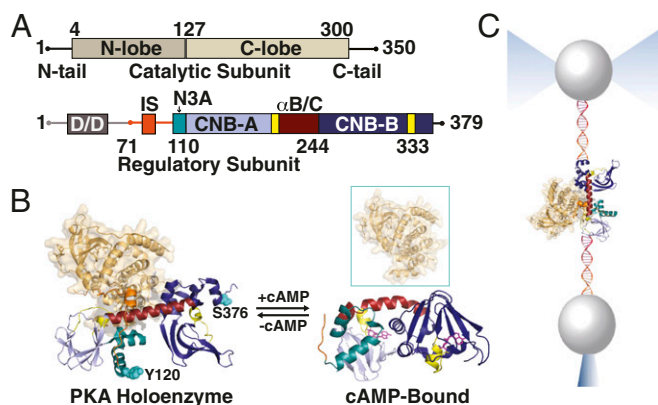 A
4 127 300
1 N-lobe C-lobe 350
N-tail Catalytic Subunit C-tail
IS N3A αB/C
1 D/D CNB-A CNB-B 379
71 110 244 333
Regulatory Subunit
B
S376
+cAMP
-cAMP
Y120
PKA Holoenzyme
cAMP-Bound
C